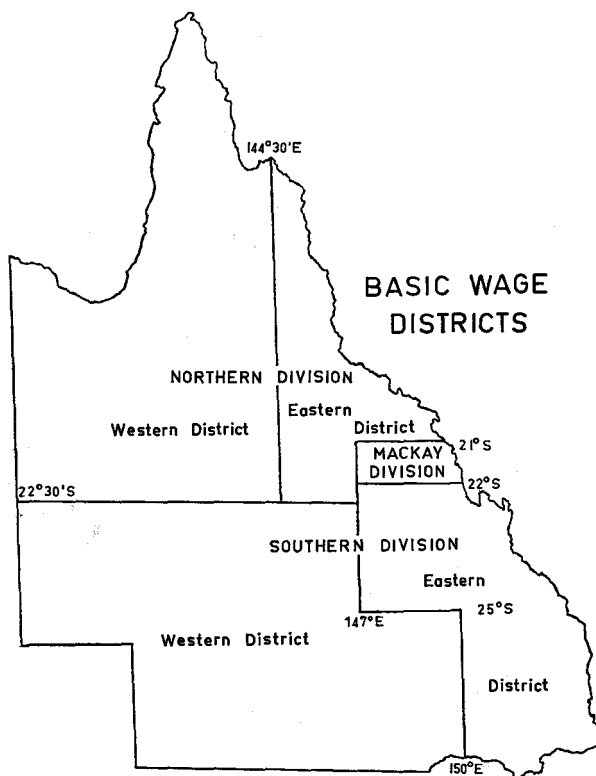 144°30'E
BASIC WAGE
DISTRICTS
NORTHERN DIVISION
Eastern
District
Western District
21°S
MACKAY
DIVISION
22°S
22°30'S
SOUTHERN DIVISION
Eastern
25°S
147°E
Western District
District
150°E